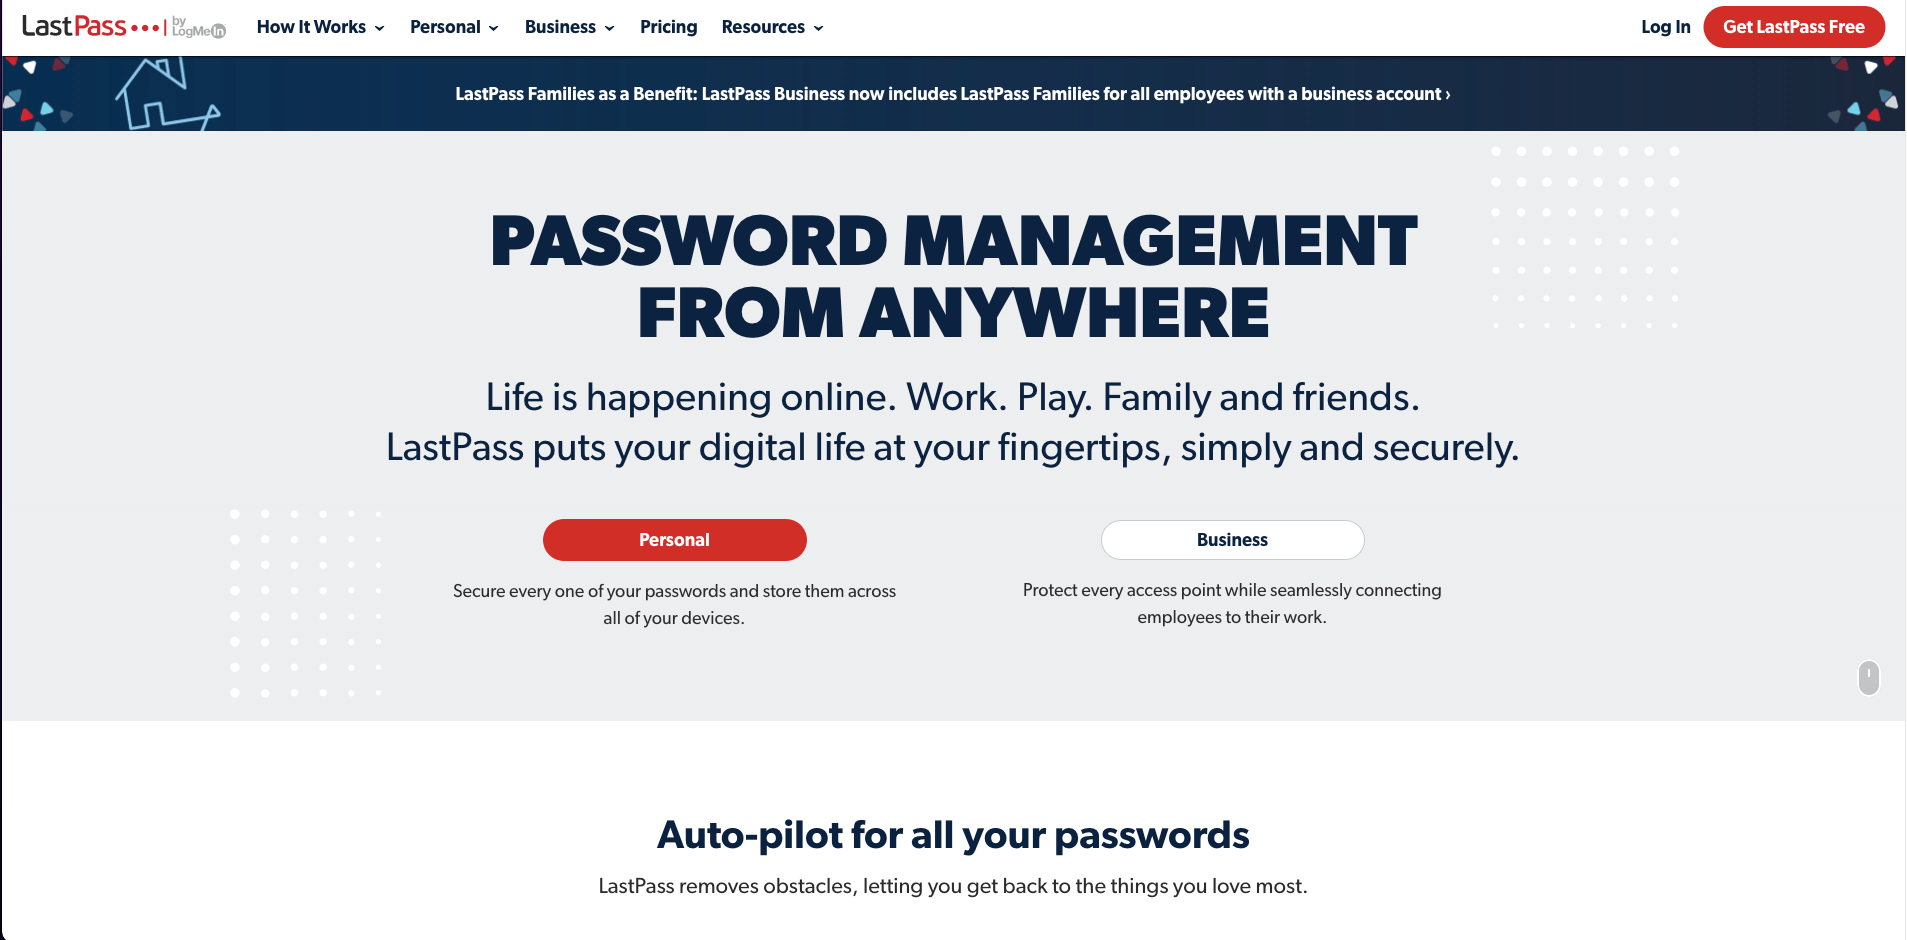 LastPass by LogMeIn
How It Works Personal Business Pricing Resources Log In Get LastPass Free
LastPass Families as a Benefit: LastPass Business now includes LastPass Families for all employees with a business account ›
PASSWORD MANAGEMENT
FROM ANYWHERE
Life is happening online. Work. Play. Family and friends.
LastPass puts your digital life at your fingertips, simply and securely.
Personal
Secure every one of your passwords and store them across
all of your devices.
Business
Protect every access point while seamlessly connecting
employees to their work.
Auto-pilot for all your passwords
LastPass removes obstacles, letting you get back to the things you love most.